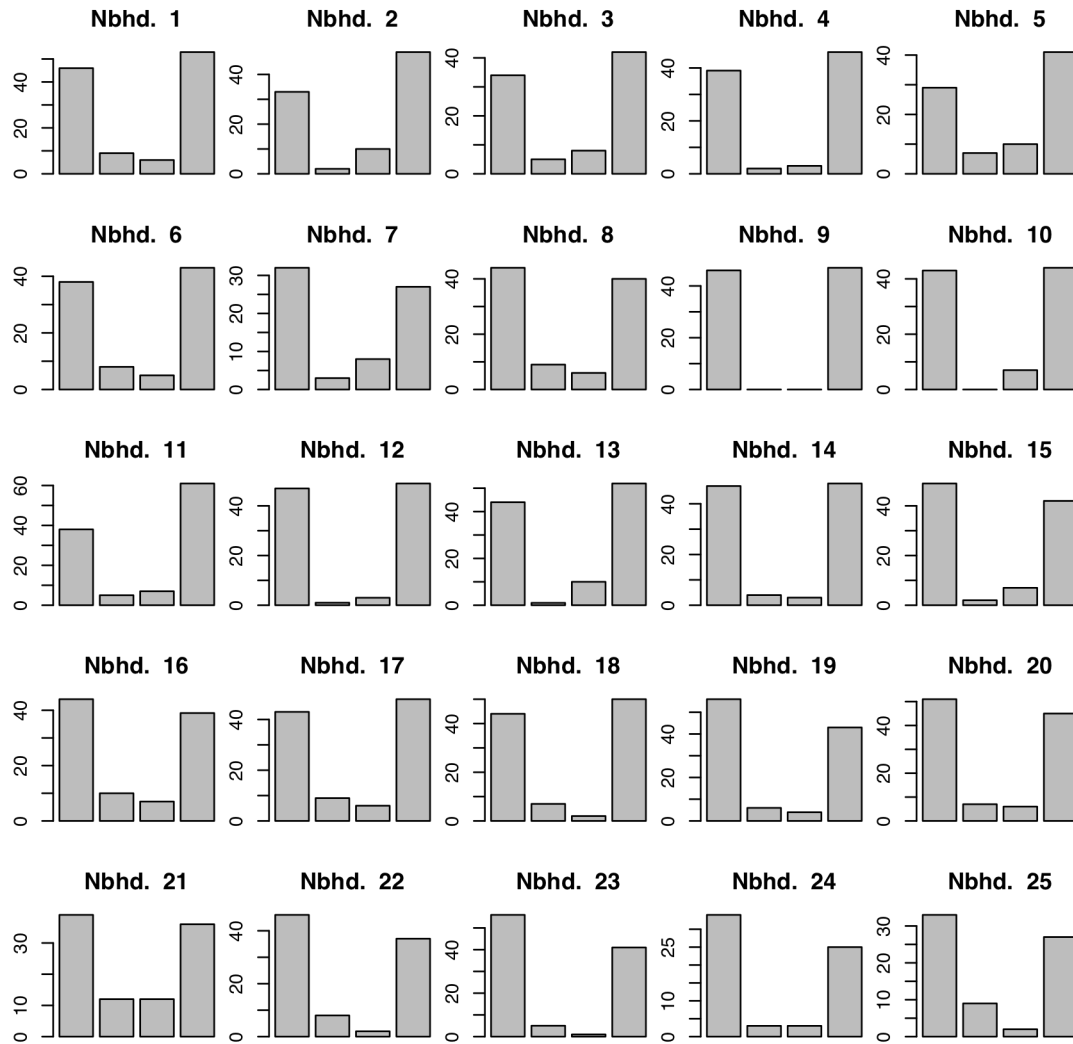 Nbhd. 1
Nbhd. 2
Nbhd. 3
Nbhd. 4
Nbhd. 5
0 20 40
0 20 40
0 20 40
0 20 40
0 20 40
Nbhd. 6
Nbhd. 7
Nbhd. 8
Nbhd. 9
Nbhd. 10
0 20 40
0 10 20 30
0 20 40
0 20 40
0 20 40
Nbhd. 11
Nbhd. 12
Nbhd. 13
Nbhd. 14
Nbhd. 15
0 20 40 60
0 20 40
0 20 40
0 20 40
0 20 40
Nbhd. 16
Nbhd. 17
Nbhd. 18
Nbhd. 19
Nbhd. 20
0 20 40
0 20 40
0 20 40
0 20 40
0 20 40
Nbhd. 21
Nbhd. 22
Nbhd. 23
Nbhd. 24
Nbhd. 25
0 10 30
0 20 40
0 20 40
0 5 15 25
0 10 20 30